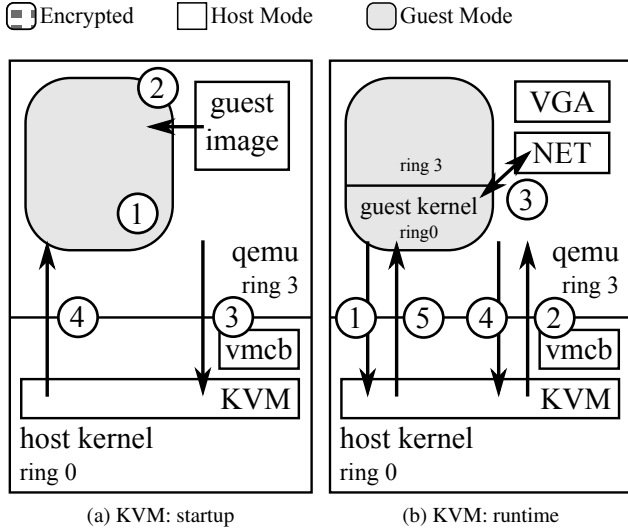 Encrypted
Host Mode
Guest Mode
2
guest
image
1
qemu
ring 3
4
3
vmcb
KVM
host kernel
ring 0
(a) KVM: startup
VGA
NET
ring 3
guest kernel
3
ring0
qemu
ring 3
1
5
4
2
vmcb
KVM
host kernel
ring 0
(b) KVM: runtime